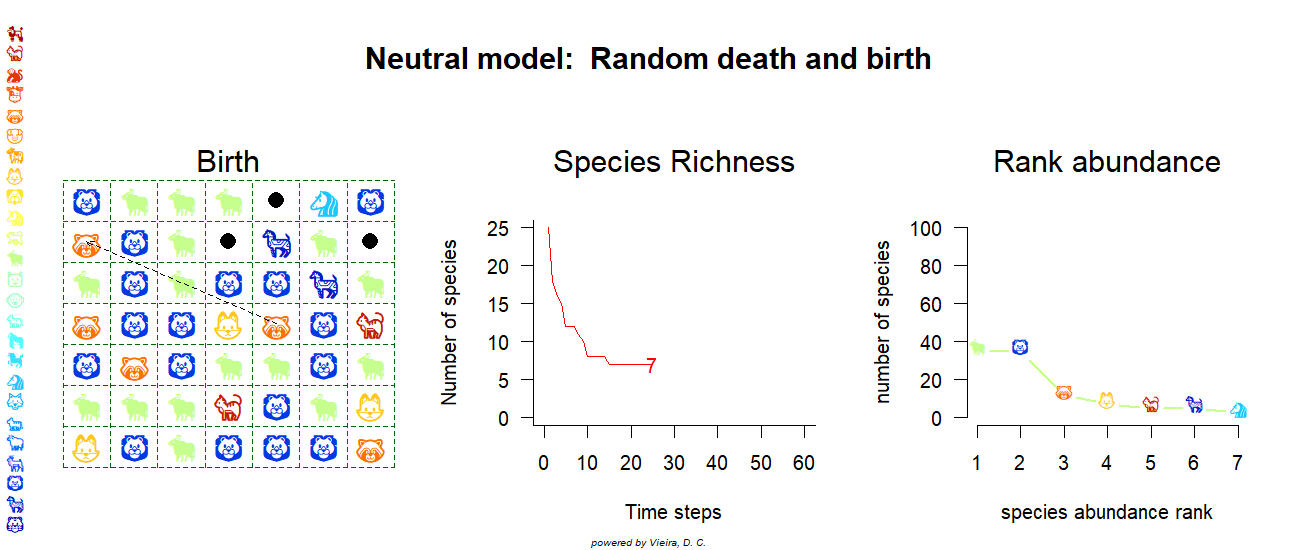 Neutral model:  Random death and birth
Birth
Species Richness
Rank abundance
Number of species
25
20
15
10
5
0
7
0 10 20 30 40 50 60
Time steps
number of species
100
80
60
40
20
0
1 2 3 4 5 6 7
species abundance rank
powered by Vieira, D. C.